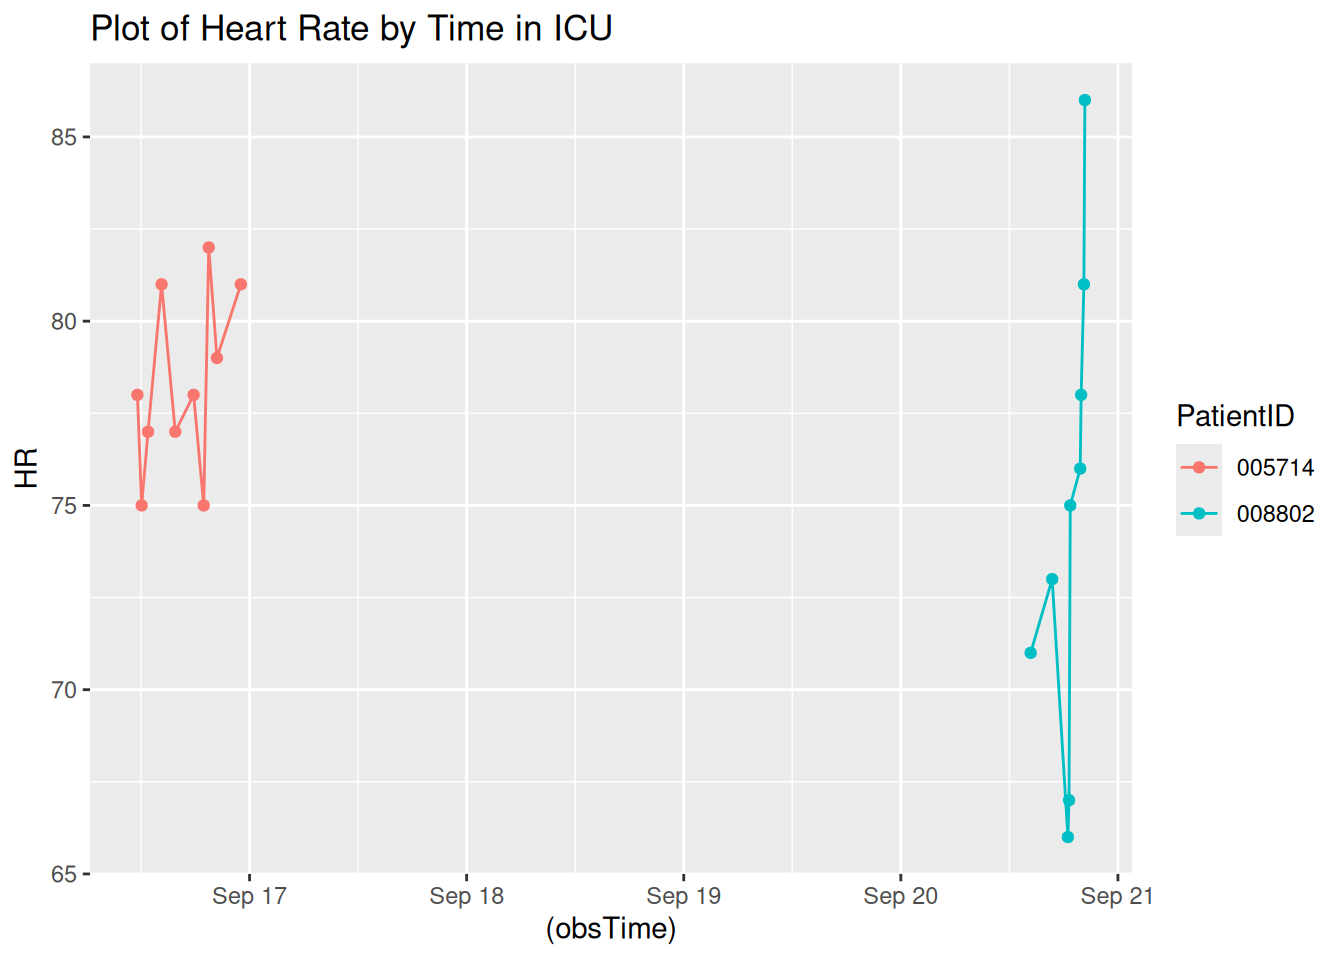 Plot of Heart Rate by Time in ICU
85
80
75
70
65
HR
Sep 17
Sep 18
Sep 19
Sep 20
Sep 21
(obsTime)
PatientID
005714
008802